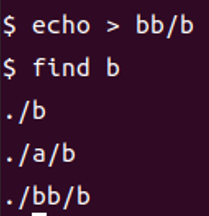 $ echo > bb/b
$ find b
./b
./a/b
./bb/b